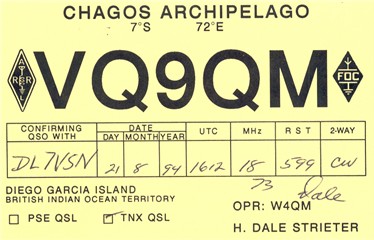 CHAGOS ARCHIPELAGO
7°S 72°E
ARRL VQ9QM FOC
CONFIRMING QSO WITH DATE DAY MONTH YEAR UTC MHz RST 2-WAY
DL7VSN 21 8 94 1612 18 599 CW
73 Dale
DIEGO GARCIA ISLAND
BRITISH INDIAN OCEAN TERRITORY OPR: W4QM
PSE QSL TNX QSL H. DALE STRIETER